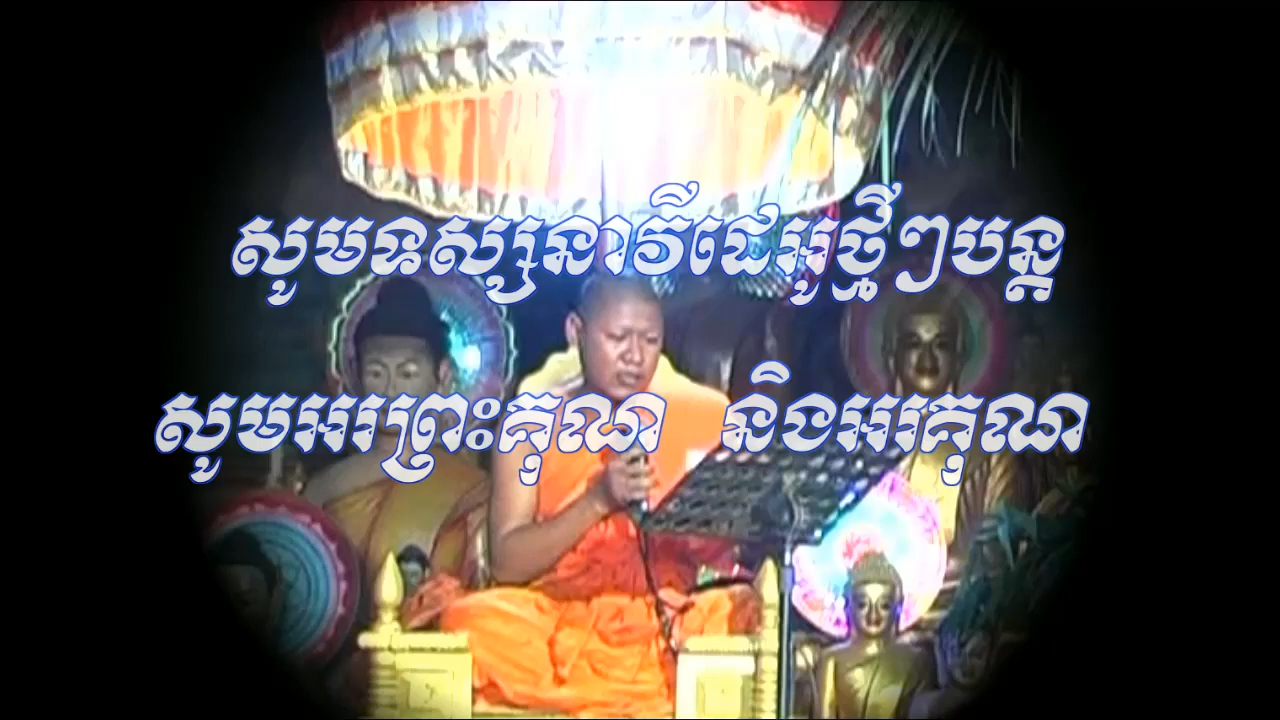 សូមទស្សនាវីដេអូថ្មីៗបន្ត
សូមអរព្រះគុណ និងអរគុណ